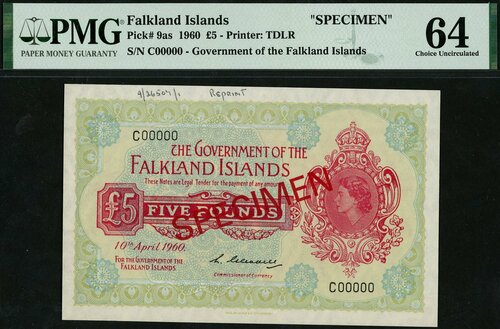 PMG
PAPER MONEY GUARANTY
Falkland Islands "SPECIMEN"
Pick# 9as 1960 £5 - Printer: TDLR
S/N C00000 - Government of the Falkland Islands
64
Choice Uncirculated
Reprint
C00000
THE GOVERNMENT OF THE
FALKLAND ISLANDS
These Notes are Legal Tender for the payment of any amount
£5 FIVE POUNDS
SPECIMEN
10th April 1960.
FOR THE GOVERNMENT OF THE
FALKLAND ISLANDS
Commissioner of Currency
C00000